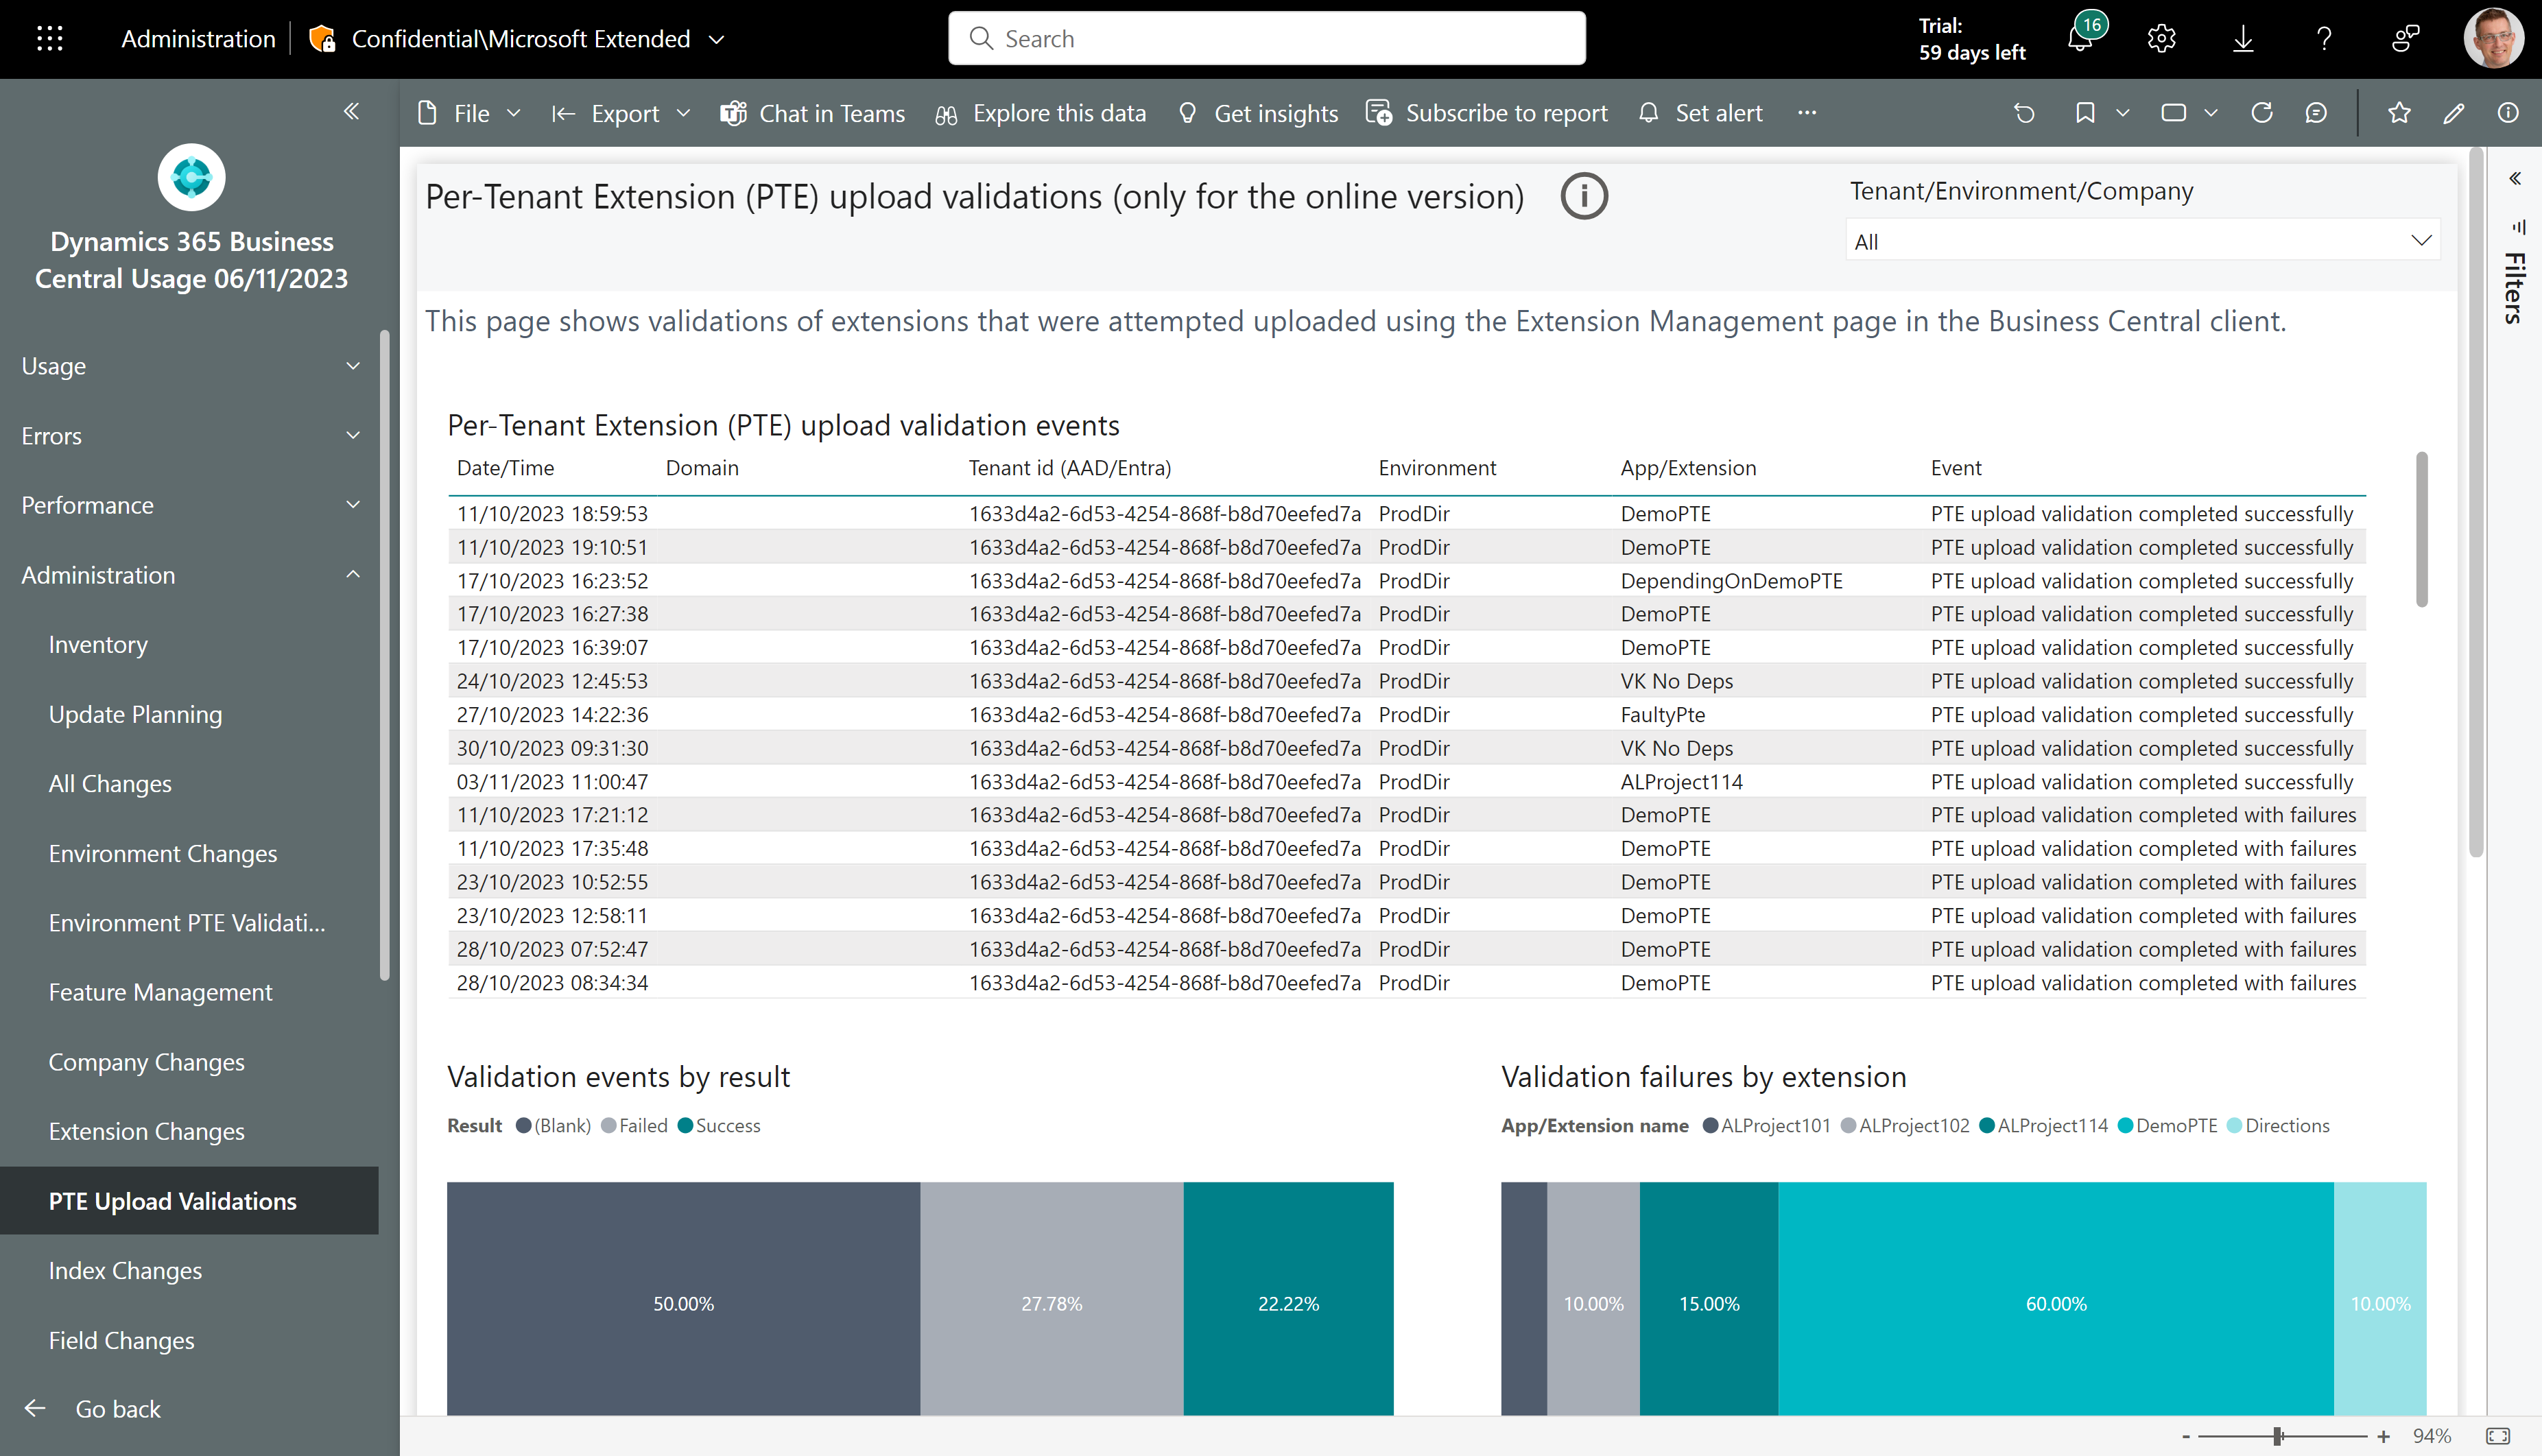 Administration
Confidential\Microsoft Extended
Search
Trial:
59 days left
16
File
Export
Chat in Teams
Explore this data
Get insights
Subscribe to report
Set alert
Dynamics 365 Business
Central Usage 06/11/2023
Usage
Errors
Performance
Administration
Inventory
Update Planning
All Changes
Environment Changes
Environment PTE Validati...
Feature Management
Company Changes
Extension Changes
PTE Upload Validations
Index Changes
Field Changes
Go back
Per-Tenant Extension (PTE) upload validations (only for the online version)
Tenant/Environment/Company
All
Filters
This page shows validations of extensions that were attempted uploaded using the Extension Management page in the Business Central client.
Per-Tenant Extension (PTE) upload validation events
Date/Time Domain Tenant id (AAD/Entra) Environment App/Extension Event
11/10/2023 18:59:53 1633d4a2-6d53-4254-868f-b8d70eefed7a ProdDir DemoPTE PTE upload validation completed successfully
11/10/2023 19:10:51 1633d4a2-6d53-4254-868f-b8d70eefed7a ProdDir DemoPTE PTE upload validation completed successfully
17/10/2023 16:23:52 1633d4a2-6d53-4254-868f-b8d70eefed7a ProdDir DependingOnDemoPTE PTE upload validation completed successfully
17/10/2023 16:27:38 1633d4a2-6d53-4254-868f-b8d70eefed7a ProdDir DemoPTE PTE upload validation completed successfully
17/10/2023 16:39:07 1633d4a2-6d53-4254-868f-b8d70eefed7a ProdDir DemoPTE PTE upload validation completed successfully
24/10/2023 12:45:53 1633d4a2-6d53-4254-868f-b8d70eefed7a ProdDir VK No Deps PTE upload validation completed successfully
27/10/2023 14:22:36 1633d4a2-6d53-4254-868f-b8d70eefed7a ProdDir FaultyPte PTE upload validation completed successfully
30/10/2023 09:31:30 1633d4a2-6d53-4254-868f-b8d70eefed7a ProdDir VK No Deps PTE upload validation completed successfully
03/11/2023 11:00:47 1633d4a2-6d53-4254-868f-b8d70eefed7a ProdDir ALProject114 PTE upload validation completed successfully
11/10/2023 17:21:12 1633d4a2-6d53-4254-868f-b8d70eefed7a ProdDir DemoPTE PTE upload validation completed with failures
11/10/2023 17:35:48 1633d4a2-6d53-4254-868f-b8d70eefed7a ProdDir DemoPTE PTE upload validation completed with failures
23/10/2023 10:52:55 1633d4a2-6d53-4254-868f-b8d70eefed7a ProdDir DemoPTE PTE upload validation completed with failures
23/10/2023 12:58:11 1633d4a2-6d53-4254-868f-b8d70eefed7a ProdDir DemoPTE PTE upload validation completed with failures
28/10/2023 07:52:47 1633d4a2-6d53-4254-868f-b8d70eefed7a ProdDir DemoPTE PTE upload validation completed with failures
28/10/2023 08:34:34 1633d4a2-6d53-4254-868f-b8d70eefed7a ProdDir DemoPTE PTE upload validation completed with failures
Validation events by result
Result (Blank) Failed Success
50.00% 27.78% 22.22%
Validation failures by extension
App/Extension name ALProject101 ALProject102 ALProject114 DemoPTE Directions
10.00% 15.00% 60.00% 10.00%
- + 94%